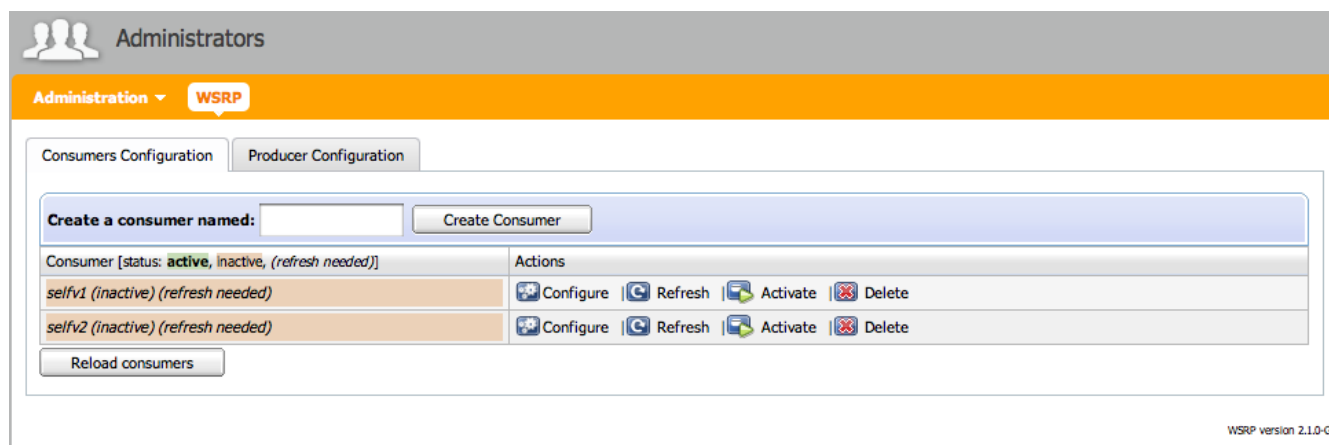 Administrators
Administration WSRP
Consumers Configuration Producer Configuration
Create a consumer named: Create Consumer
Consumer [status: active, inactive, (refresh needed)] Actions
selfv1 (inactive) (refresh needed) Configure | Refresh | Activate | Delete
selfv2 (inactive) (refresh needed) Configure | Refresh | Activate | Delete
Reload consumers
WSRP version 2.1.0-G